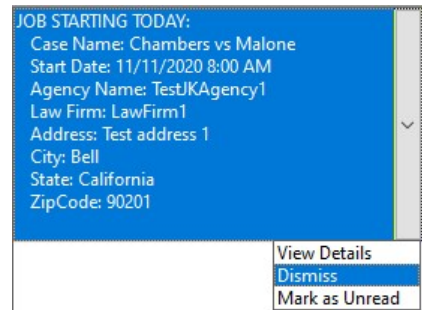 JOB STARTING TODAY:
Case Name: Chambers vs Malone
Start Date: 11/11/2020 8:00 AM
Agency Name: TestJKAgency1
Law Firm: LawFirm1
Address: Test address 1
City: Bell
State: California
ZipCode: 90201
View Details
Dismiss
Mark as Unread